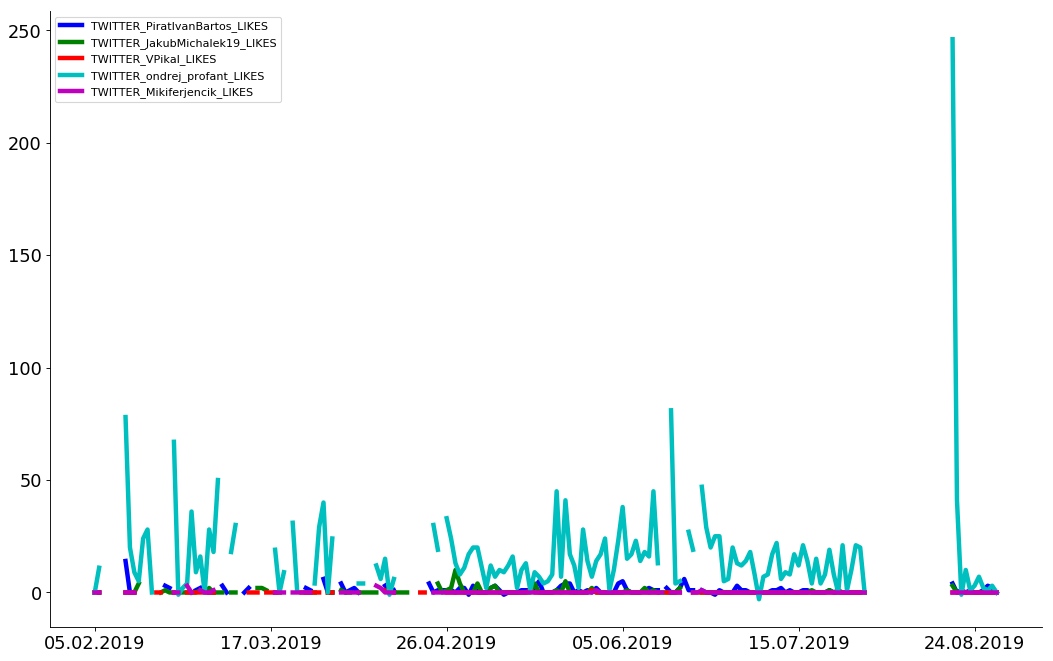 250
200
150
100
50
0
TWITTER_PiratIvanBartos_LIKES
TWITTER_JakubMichalek19_LIKES
TWITTER_VPikal_LIKES
TWITTER_ondrej_profant_LIKES
TWITTER_Mikiferjencik_LIKES
05.02.2019 17.03.2019 26.04.2019 05.06.2019 15.07.2019 24.08.2019